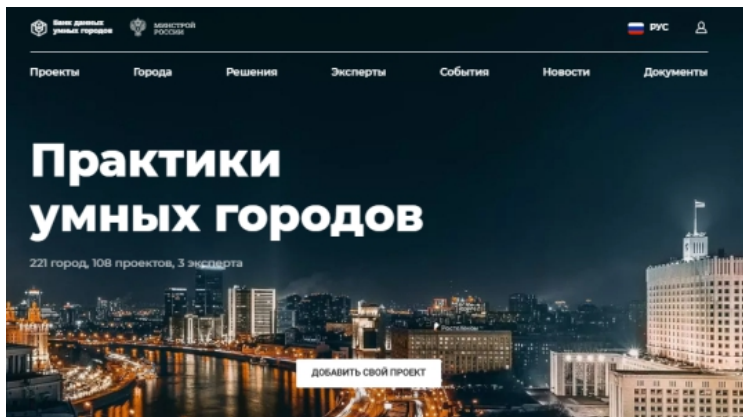 Банк данных
умных городов
МИНСТРОЙ
РОССИИ
РУС
Проекты Города Решения Эксперты События Новости Документы
Практики
умных городов
221 город, 108 проектов, 3 эксперта
Ростелеком
ДОБАВИТЬ СВОЙ ПРОЕКТ